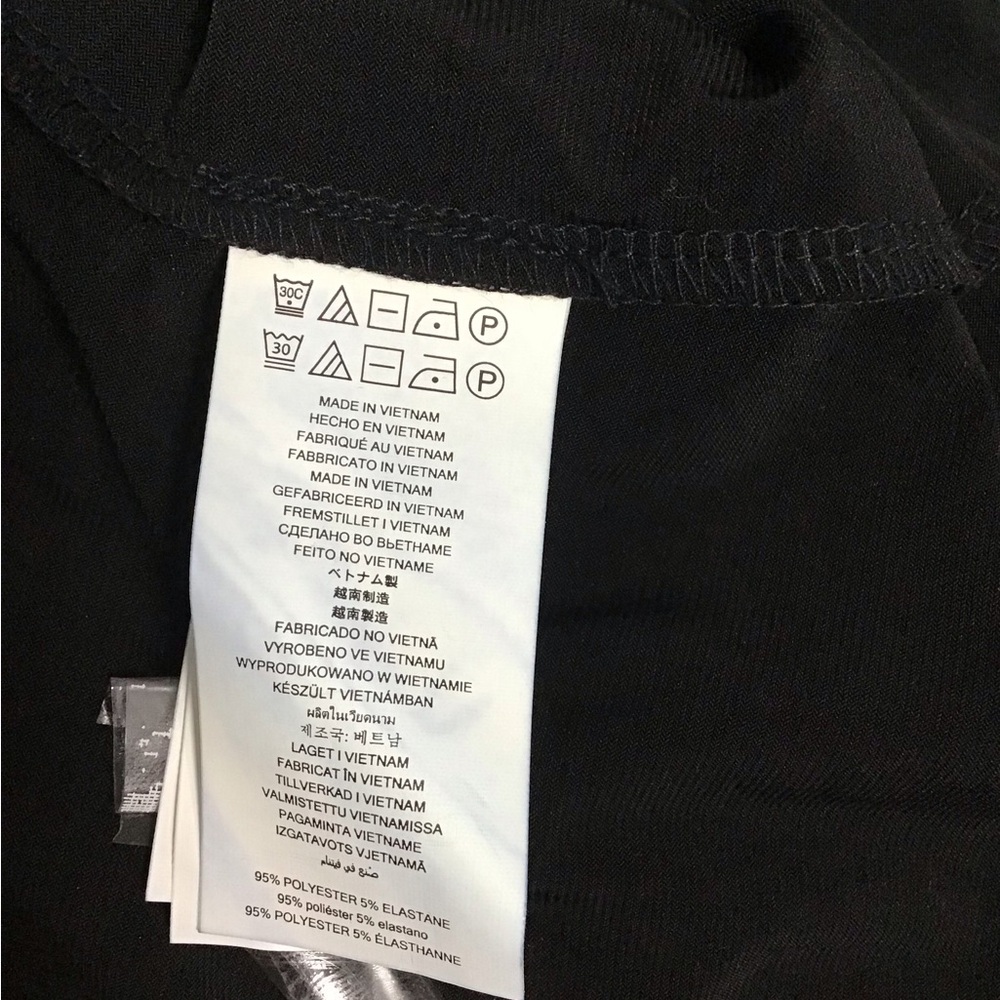 30C P
30 P
MADE IN VIETNAM
HECHO EN VIETNAM
FABRIQUÉ AU VIETNAM
FABBRICATO IN VIETNAM
MADE IN VIETNAM
GEFABRICEERD IN VIETNAM
FREMSTILLET I VIETNAM
СДЕЛАНО ВО ВЬЕТНАМЕ
FEITO NO VIETNAME
ベトナム製
越南制造
越南製造
FABRICADO NO VIETNÃ
VYROBENO VE VIETNAMU
WYPRODUKOWANO W WIETNAMIE
KÉSZÜLT VIETNÁMBAN
ผลิตในเวียดนาม
제조국: 베트남
LAGET I VIETNAM
FABRICAT ÎN VIETNAM
TILLVERKAD I VIETNAM
VALMISTETTU VIETNAMISSA
PAGAMINTA VIETNAME
IZGATAVOTS VJETNAMĀ
صنع في فيتنام
95% POLYESTER 5% ELASTANE
95% poliéster 5% elastano
95% POLYESTER 5% ÉLASTHANNE